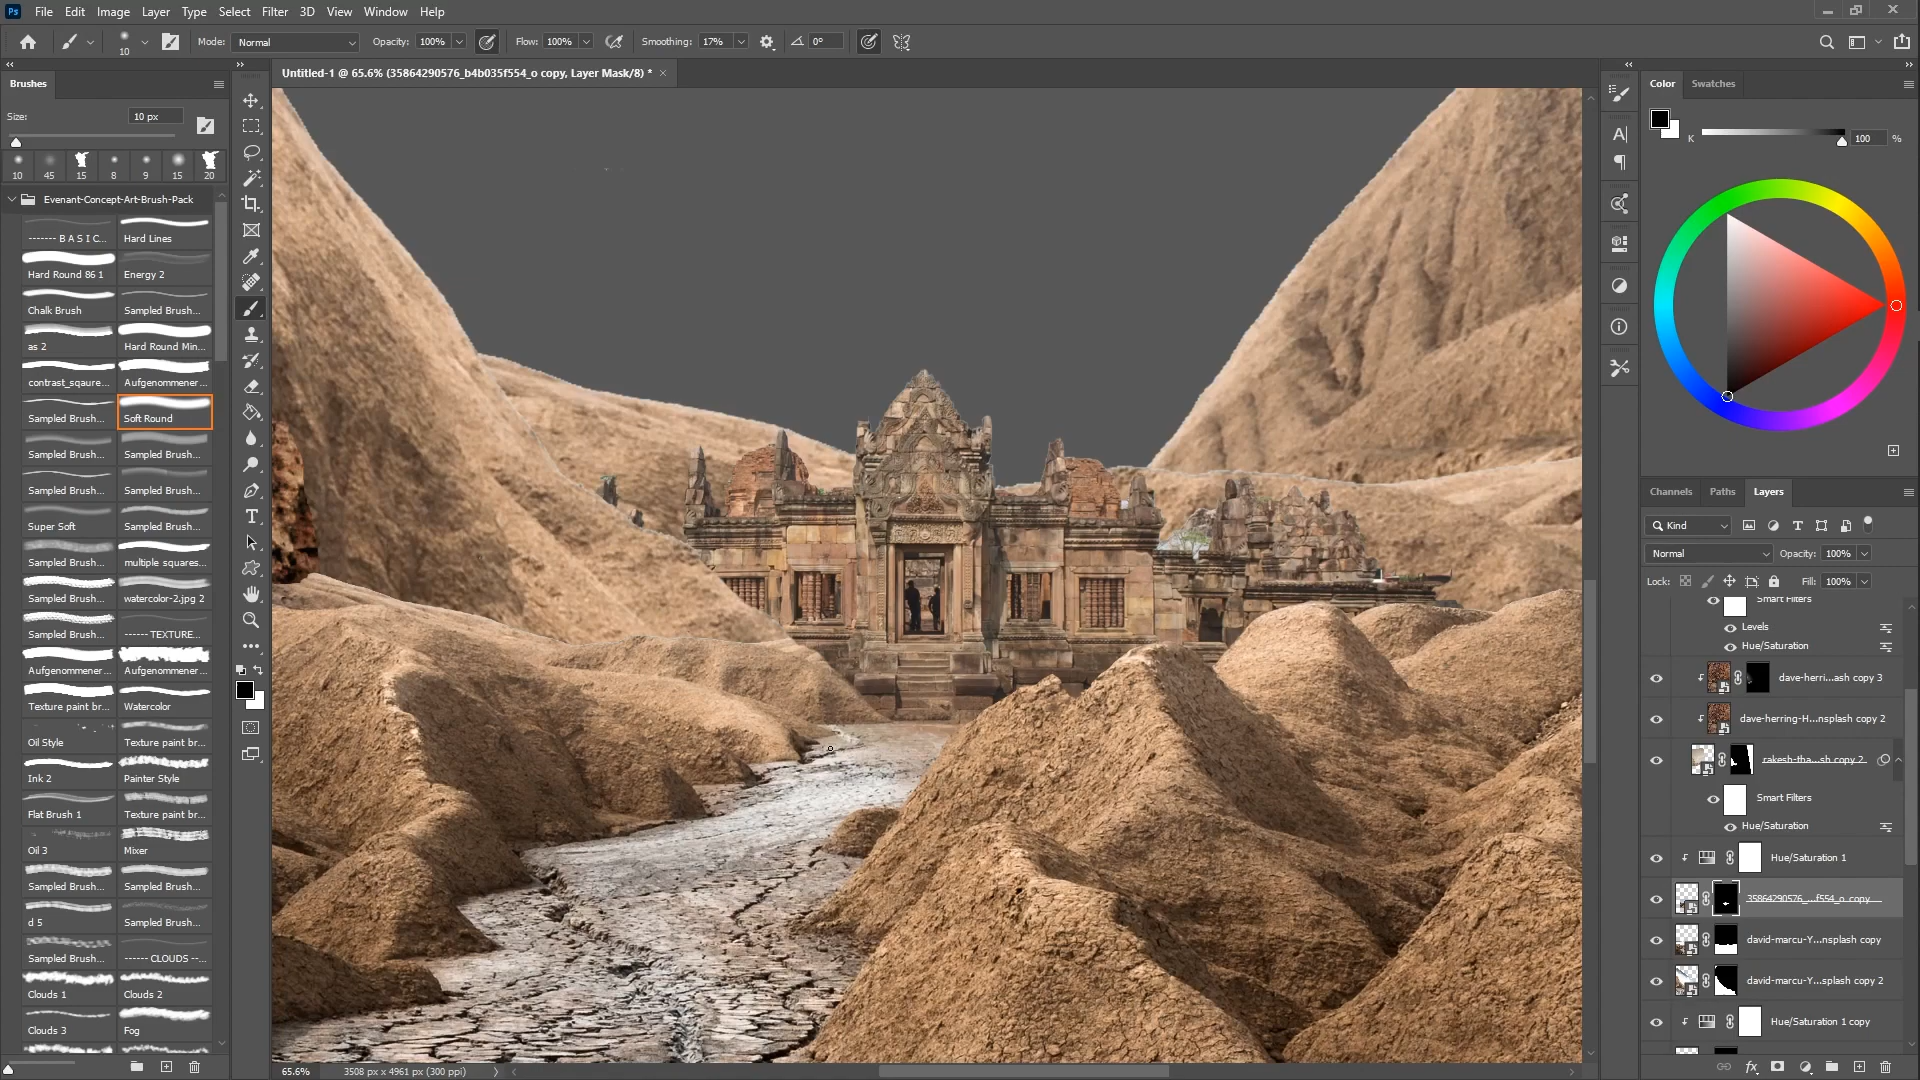 Ps File Edit Image Layer Type Select Filter 3D View Window Help
10 Mode: Normal Opacity: 100% Flow: 100% Smoothing: 17% 0°
Brushes
Untitled-1 @ 65.6% (35864290576_b4b035f554_o copy, Layer Mask/8) *
Color Swatches
Size: 10 px
K 100 %
10 45 15 8 9 15 20
Evenant-Concept-Art-Brush-Pack
------- B A S I C... Hard Lines
Hard Round 86 1 Energy 2
Chalk Brush Sampled Brush...
as 2 Hard Round Min...
contrast_sqaure... Aufgenommener...
Sampled Brush... Soft Round
Sampled Brush... Sampled Brush...
Sampled Brush... Sampled Brush...
Super Soft Sampled Brush...
Sampled Brush... multiple squares...
Sampled Brush... watercolor-2.jpg 2
Sampled Brush... ------ TEXTURE...
Aufgenommener... Aufgenommener...
Texture paint br... Watercolor
Oil Style Texture paint br...
Ink 2 Painter Style
Flat Brush 1 Texture paint br...
Oil 3 Mixer
Sampled Brush... Sampled Brush...
d 5 Sampled Brush...
Sampled Brush... ------ CLOUDS --...
Clouds 1 Clouds 2
Clouds 3 Fog
Channels Paths Layers
Kind
Normal Opacity: 100%
Lock: Fill: 100%
Smart Filters
Levels
Hue/Saturation
dave-herri...ash copy 3
dave-herring-H...nsplash copy 2
rakesh-tha...sh copy 2
Smart Filters
Hue/Saturation
Hue/Saturation 1
35864290576_...f554_o copy
david-marcu-Y...nsplash copy
david-marcu-Y...splash copy 2
Hue/Saturation 1 copy
65.6% 3508 px x 4961 px (300 ppi)